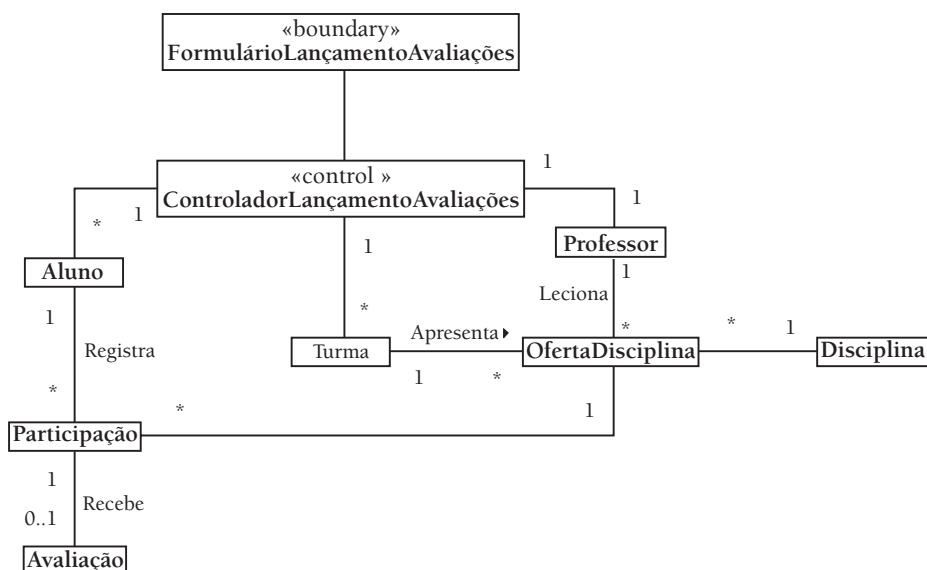 «boundary»
FormulárioLançamentoAvaliações
«control »
ControladorLançamentoAvaliações
1
1
*
1
1
Professor
Aluno
1
1
Leciona
1
*
Apresenta
*
*
1
Registra
Turma
OfertaDisciplina
Disciplina
1
*
*
*
1
Participação
1
Recebe
0..1
Avaliação